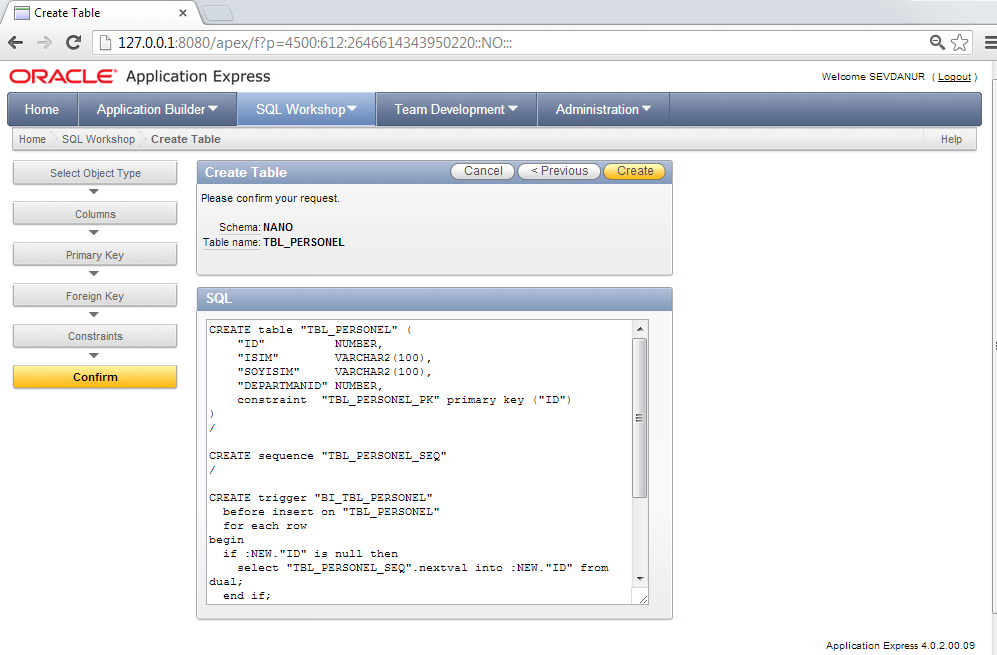 Create Table
127.0.0.1:8080/apex/f?p=4500:612:2646614343950220::NO:::
ORACLE Application Express
Welcome SEVDANUR ( Logout )
Home Application Builder SQL Workshop Team Development Administration
Home SQL Workshop Create Table Help
Select Object Type
Columns
Primary Key
Foreign Key
Constraints
Confirm
Create Table Cancel < Previous Create
Please confirm your request.
Schema: NANO
Table name: TBL_PERSONEL
SQL
CREATE table "TBL_PERSONEL" (
    "ID"          NUMBER,
    "ISIM"        VARCHAR2(100),
    "SOYISIM"     VARCHAR2(100),
    "DEPARTMANID" NUMBER,
    constraint  "TBL_PERSONEL_PK" primary key ("ID")
)
/
CREATE sequence "TBL_PERSONEL_SEQ"
/
CREATE trigger "BI_TBL_PERSONEL"
  before insert on "TBL_PERSONEL"
  for each row
begin
  if :NEW."ID" is null then
    select "TBL_PERSONEL_SEQ".nextval into :NEW."ID" from
dual;
  end if;
Application Express 4.0.2.00.09